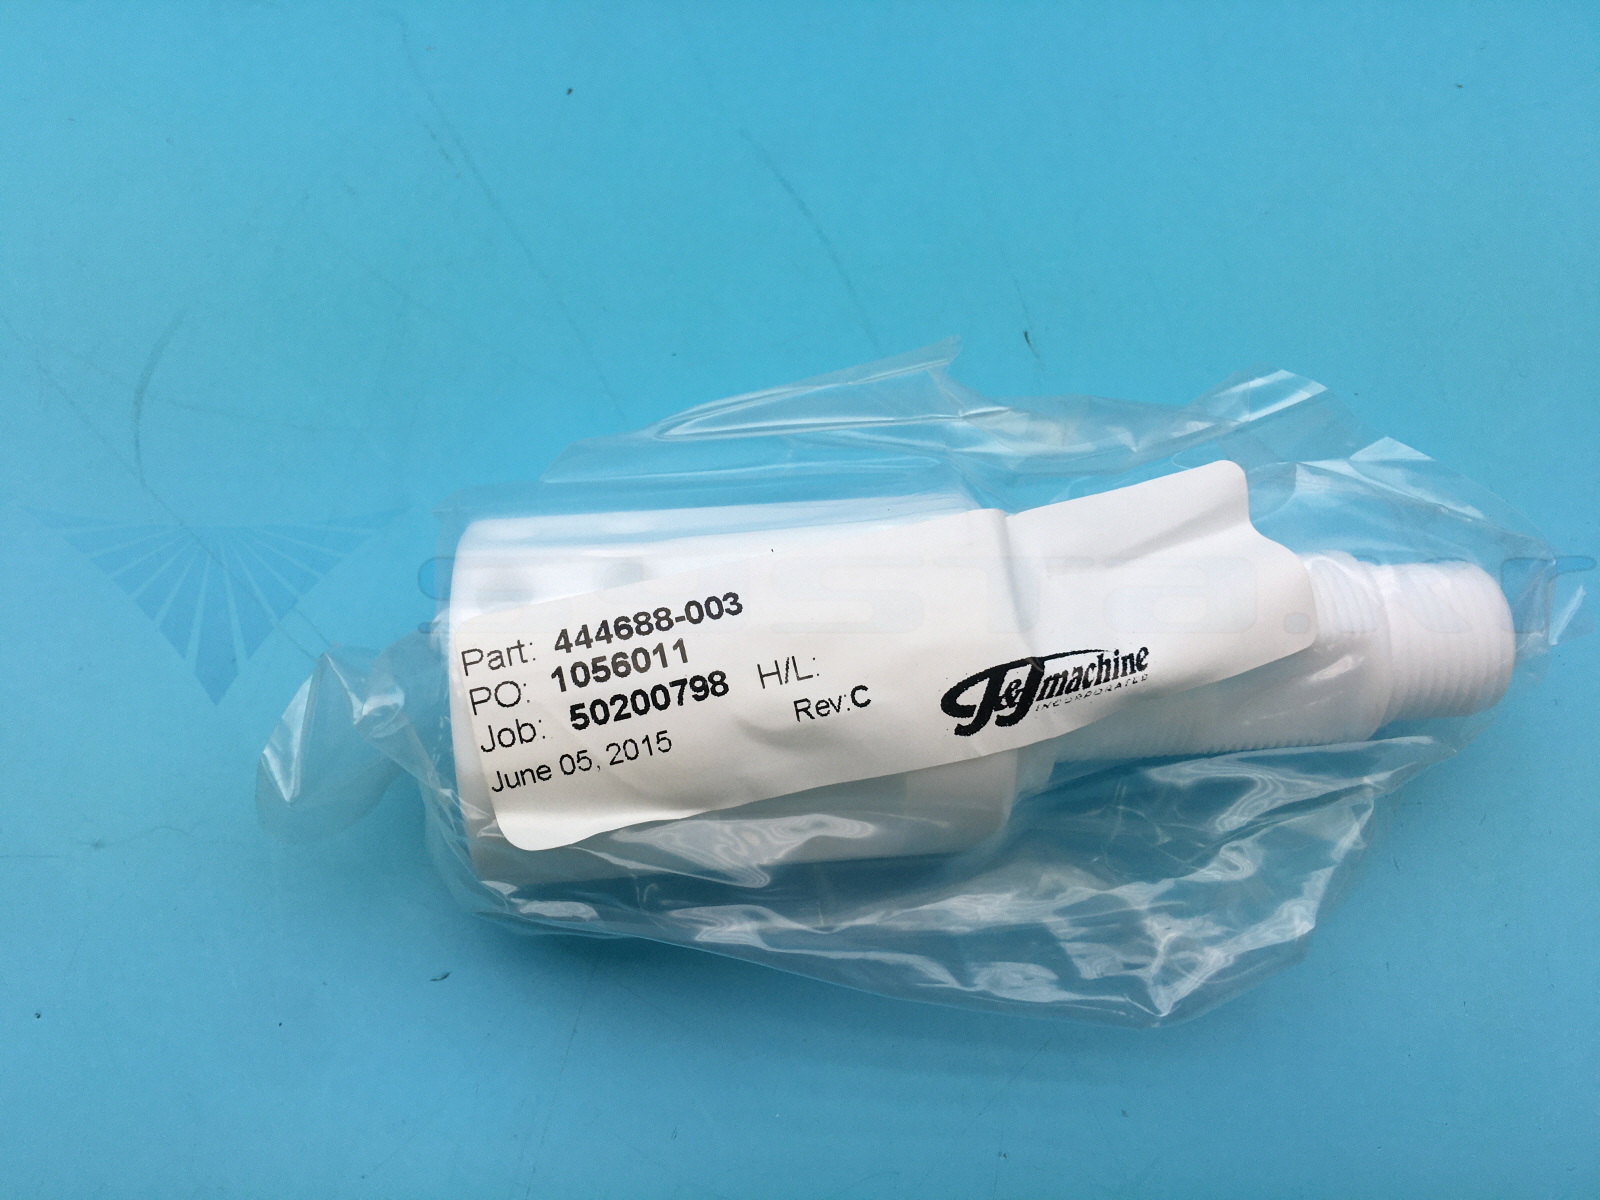 Part: 444688-003
PO: 1056011
Job: 50200798 H/L:
June 05, 2015 Rev:C
J&J machine
INCORPORATED